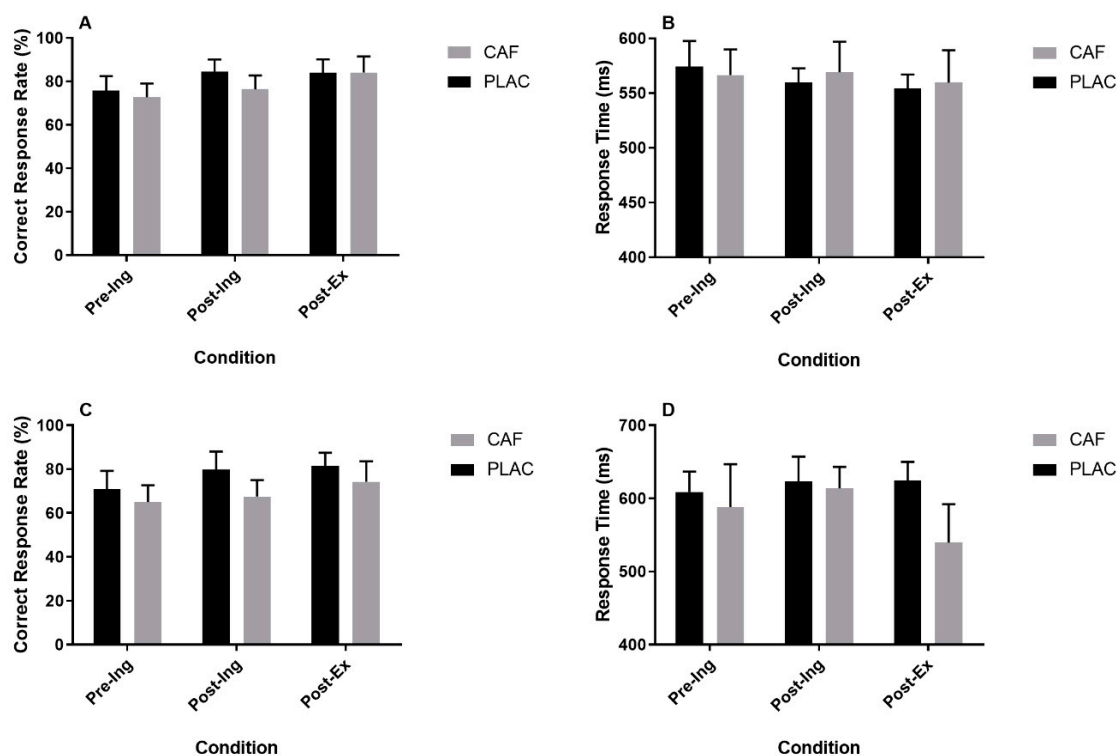 A
Correct Response Rate (%)
100
80
60
40
20
0
Pre-Ing
Post-Ing
Post-Ex
Condition
CAF
PLAC
B
Response Time (ms)
600
550
500
450
400
Pre-Ing
Post-Ing
Post-Ex
Condition
CAF
PLAC
C
Correct Response Rate (%)
100
80
60
40
20
0
Pre-Ing
Post-Ing
Post-Ex
Condition
CAF
PLAC
D
Response Time (ms)
700
600
500
400
Pre-Ing
Post-Ing
Post-Ex
Condition
CAF
PLAC